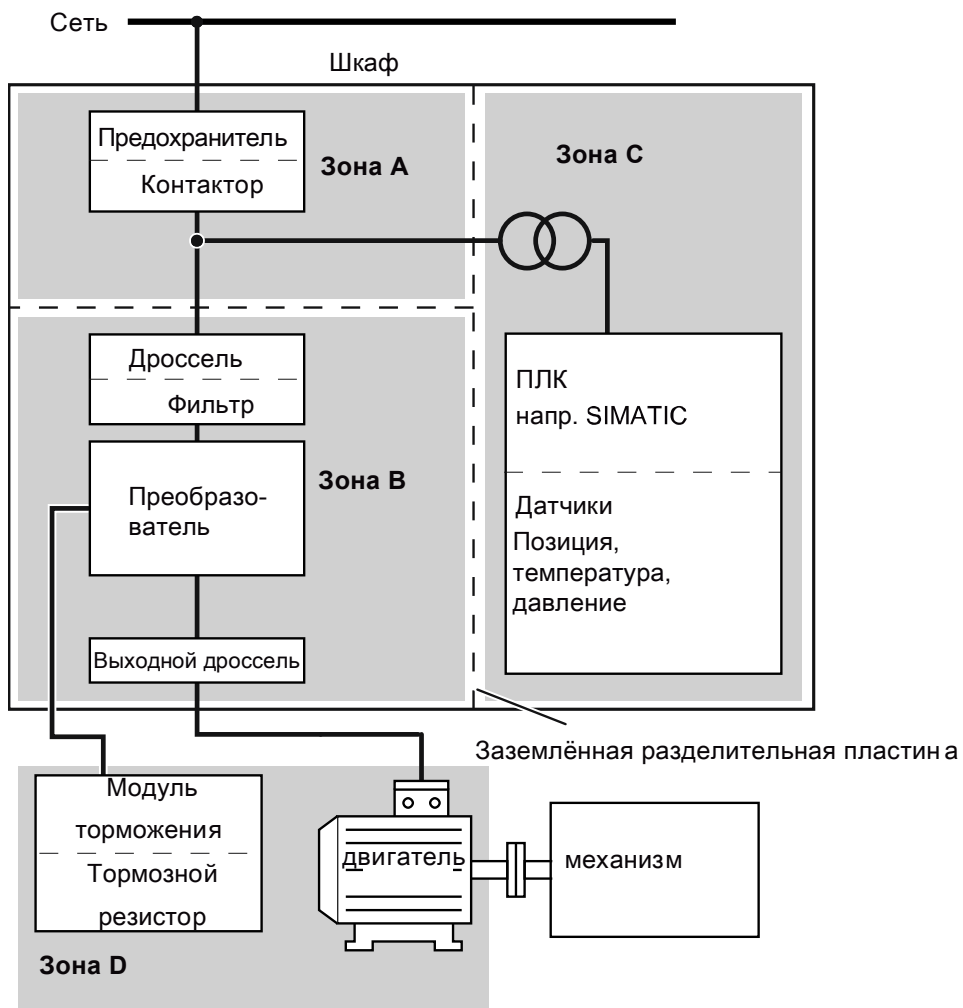 Сеть
Шкаф
Предохранитель
Контактор
Зона A
Зона C
Дроссель
Фильтр
Преобразо-
ватель
Зона B
Выходной дроссель
ПЛК
напр. SIMATIC
Датчики
Позиция,
температура,
давление
Заземлённая разделительная пластина
Модуль
торможения
Тормозной
резистор
двигатель
механизм
Зона D